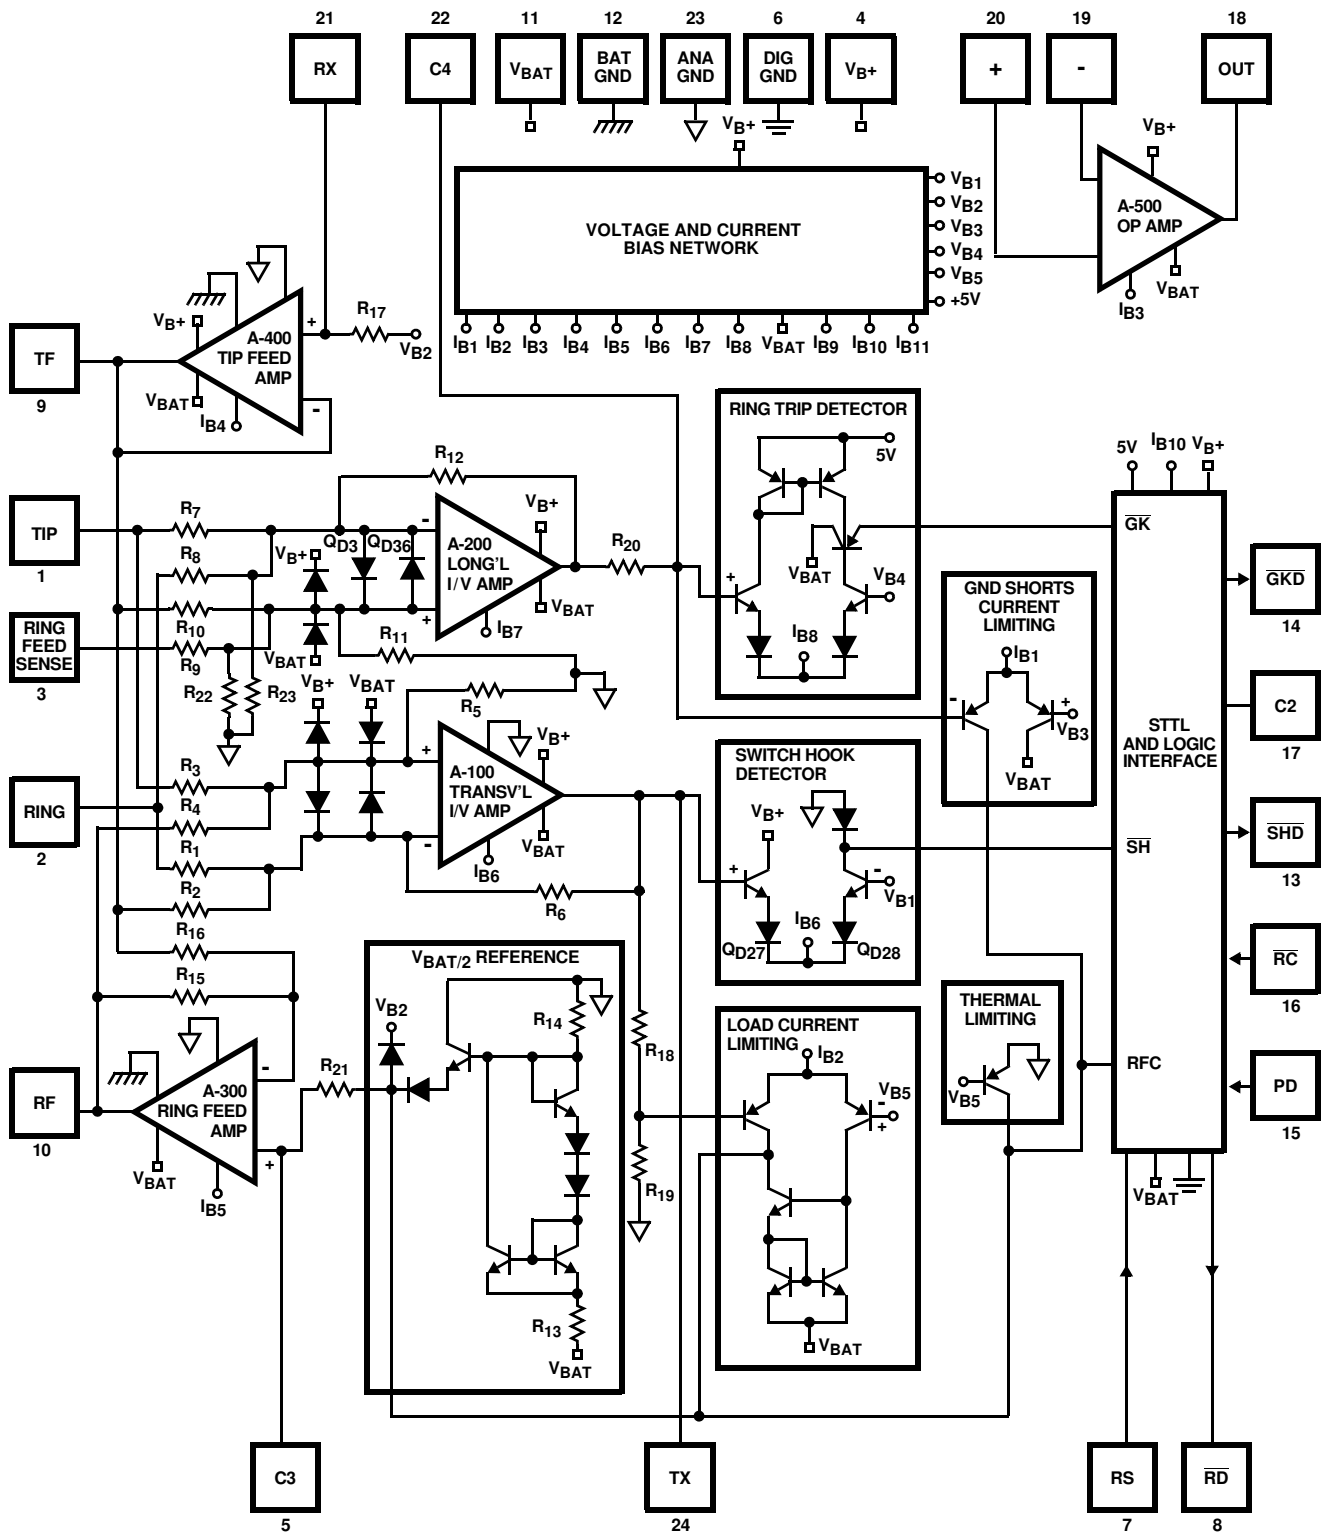 21
22
11
12
23
6
4
20
19
18
RX
C4
VBAT
BAT
GND
ANA
GND
DIG
GND
VB+
+
-
OUT
VB+
VB+
VOLTAGE AND CURRENT
BIAS NETWORK
VB1
VB2
VB3
VB4
VB5
+5V
A-500
OP AMP
VBAT
IB3
IB1
IB2
IB3
IB4
IB5
IB6
IB7
IB8
VBAT
IB9
IB10
IB11
R17
VB2
VB+
A-400
TIP FEED
AMP
+
-
VBAT
IB4
TF
9
RING TRIP DETECTOR
5V
VBAT
VB4
+
IB8
R12
TIP
1
R7
R8
R10
R9
VB+
QD3
QD36
VBAT
-
A-200
LONG'L
I/V AMP
+
VB+
VBAT
IB7
R20
R11
RING
FEED
SENSE
3
R22
R23
R5
VB+
VBAT
+
A-100
TRANSV'L
I/V AMP
-
VB+
VBAT
IB6
R3
R4
R1
R2
R16
R15
RING
2
R6
GND SHORTS
CURRENT
LIMITING
IB1
-
+
VB3
VBAT
SWITCH HOOK
DETECTOR
VB+
+
-
VB1
IB6
QD27
QD28
5V
IB10
VB+
GK
STTL
AND LOGIC
INTERFACE
SH
RFC
VBAT
GKD
14
C2
17
SHD
13
RC
16
PD
15
VBAT/2 REFERENCE
VB2
R14
R13
VBAT
R21
A-300
RING FEED
AMP
-
+
VBAT
IB5
RF
10
R18
R19
LOAD CURRENT
LIMITING
IB2
VB5
-
+
VBAT
THERMAL
LIMITING
VB5
C3
5
TX
24
RS
7
RD
8